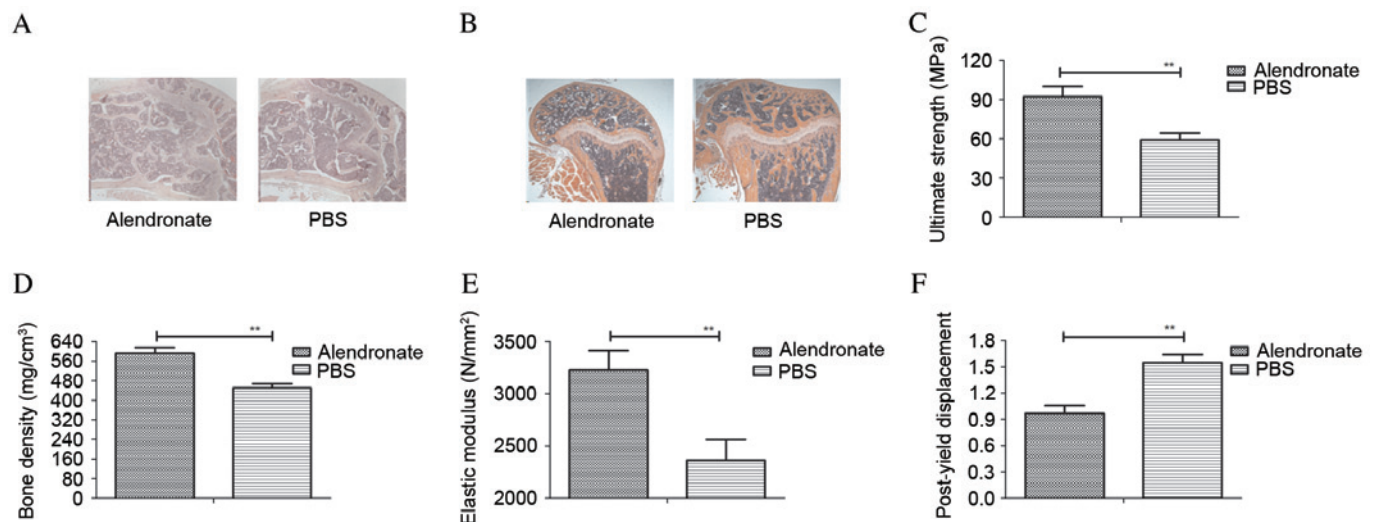 A
Alendronate
PBS
B
Alendronate
PBS
C
Ultimate strength (MPa)
120
90
60
30
0
**
Alendronate
PBS
D
Bone density (mg/cm³)
640
560
480
400
320
240
160
80
0
**
Alendronate
PBS
E
Elastic modulus (NN/mm²)
3500
3000
2500
2000
**
Alendronate
PBS
F
Post-yield displacement
1.8
1.5
1.2
0.9
0.6
0.3
0.0
**
Alendronate
PBS